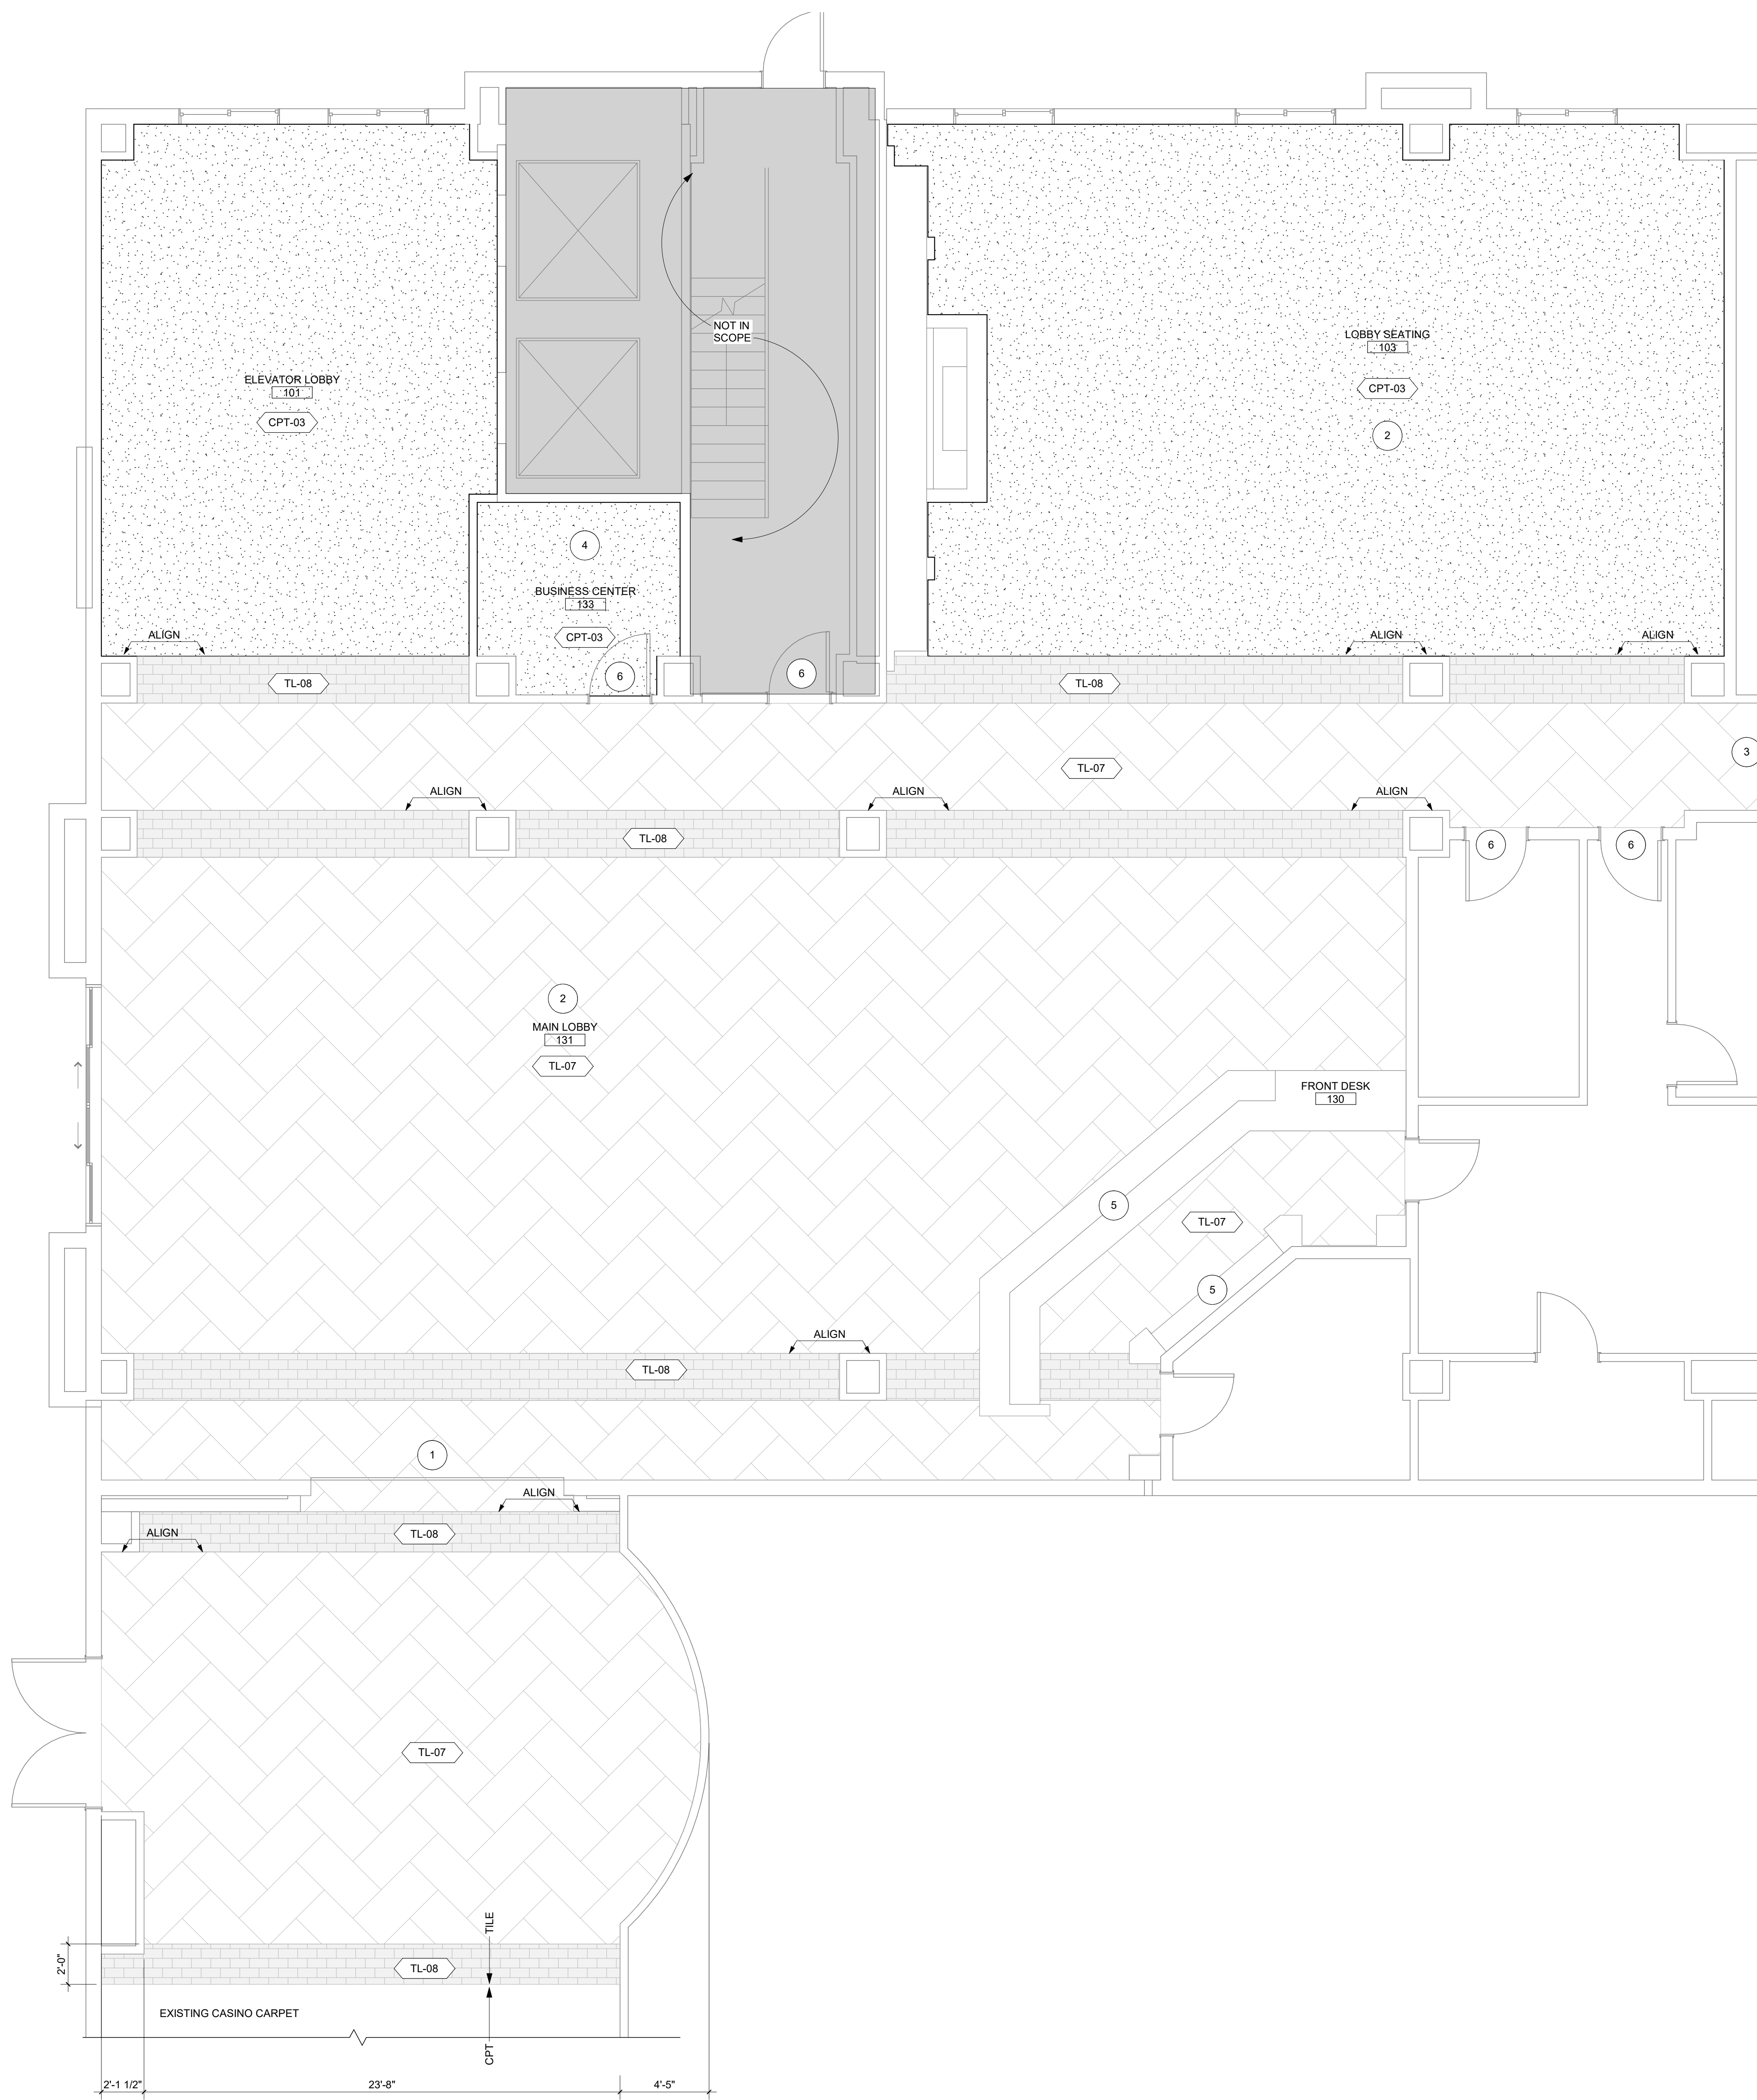 NOT IN
SCOPE
LOBBY SEATING
103
CPT-03
2
ELEVATOR LOBBY
101
CPT-03
4
BUSINESS CENTER
133
CPT-03
ALIGN
ALIGN
ALIGN
6
6
TL-08
TL-08
3
TL-07
ALIGN
ALIGN
ALIGN
TL-08
6
6
2
MAIN LOBBY
131
TL-07
FRONT DESK
130
5
TL-07
5
ALIGN
TL-08
1
ALIGN
ALIGN
TL-08
TL-07
TILE
2'-0"
TL-08
EXISTING CASINO CARPET
CPT
2'-1 1/2"
23'-8"
4'-5"